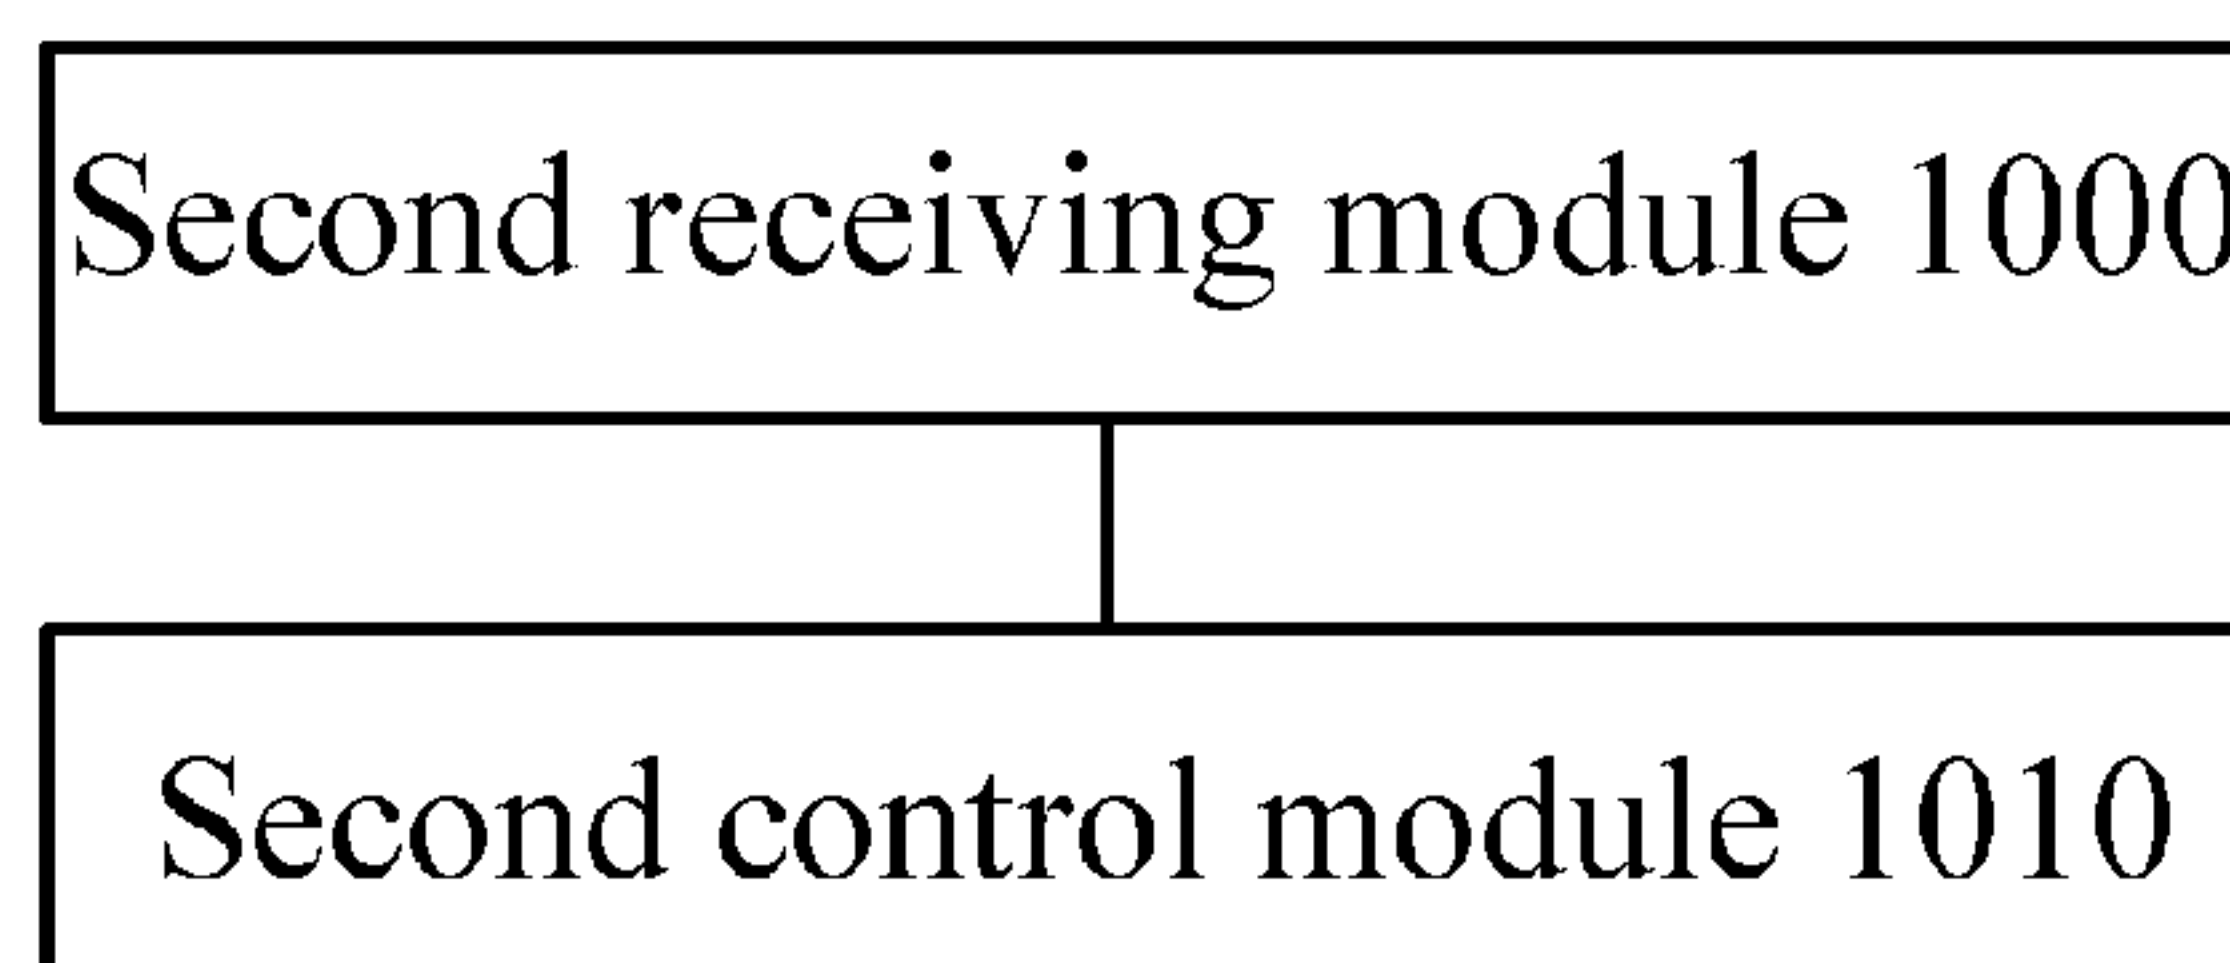 Second receiving module 1000
Second control module 1010